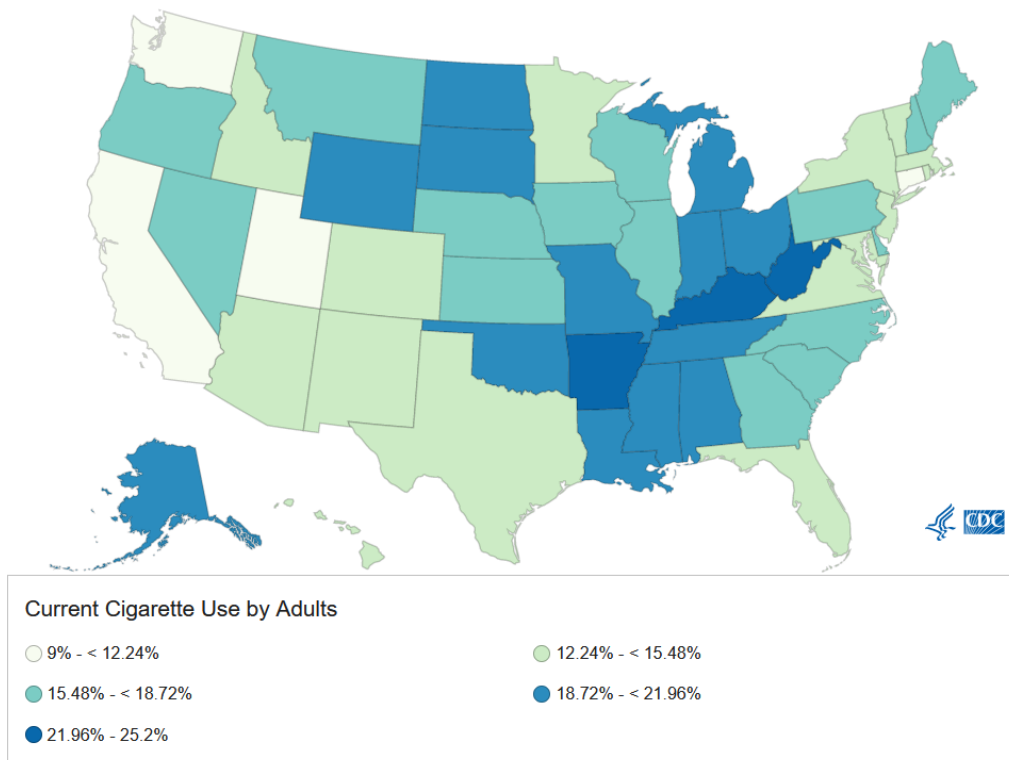 CDC
Current Cigarette Use by Adults
9% - < 12.24%
12.24% - < 15.48%
15.48% - < 18.72%
18.72% - < 21.96%
21.96% - 25.2%